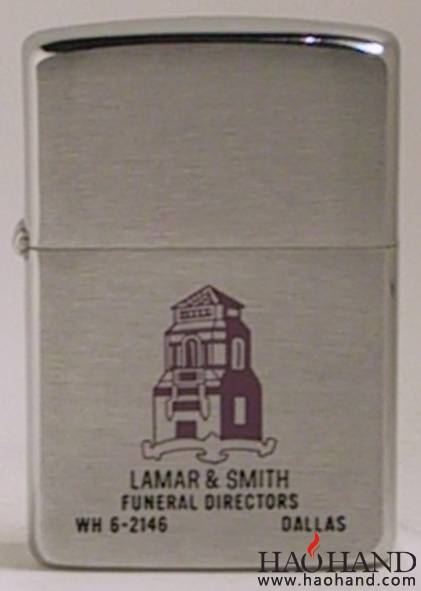 LAMAR & SMITH
FUNERAL DIRECTORS
WH 6-2146 DALLAS
HAOHAND
www.haohand.com